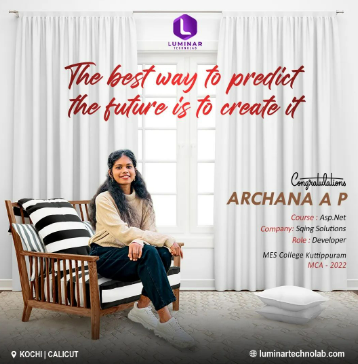 LUMINAR
TECHNOLAB
The best way to predict
the future is to create it
Congratulations
ARCHANA A P
Course : Asp.Net
Company: Sqing Solutions
Role : Developer
MES College Kuttippuram
MCA - 2022
KOCHI | CALICUT
luminartechnolab.com